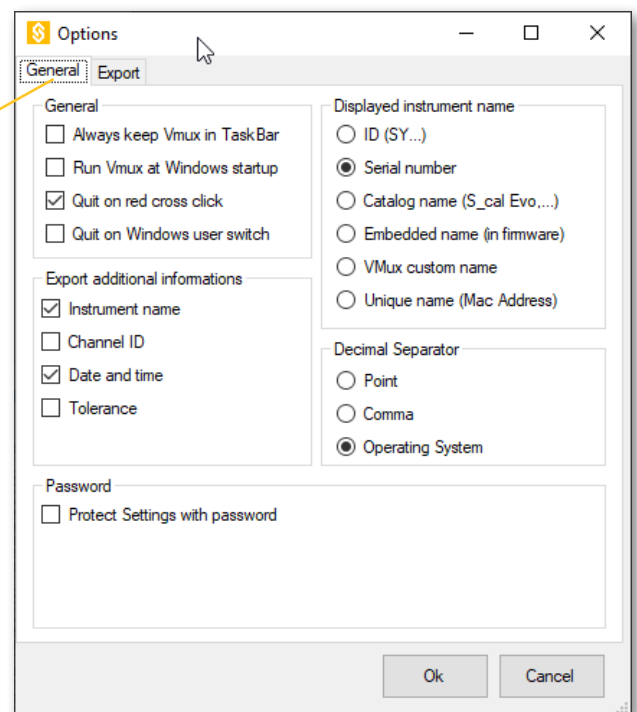 Options
General Export
General
Always keep Vmux in TaskBar
Run Vmux at Windows startup
Quit on red cross click
Quit on Windows user switch
Export additional informations
Instrument name
Channel ID
Date and time
Tolerance
Displayed instrument name
ID (SY...)
Serial number
Catalog name (S_cal Evo,...)
Embedded name (in firmware)
VMux custom name
Unique name (Mac Address)
Decimal Separator
Point
Comma
Operating System
Password
Protect Settings with password
Ok Cancel